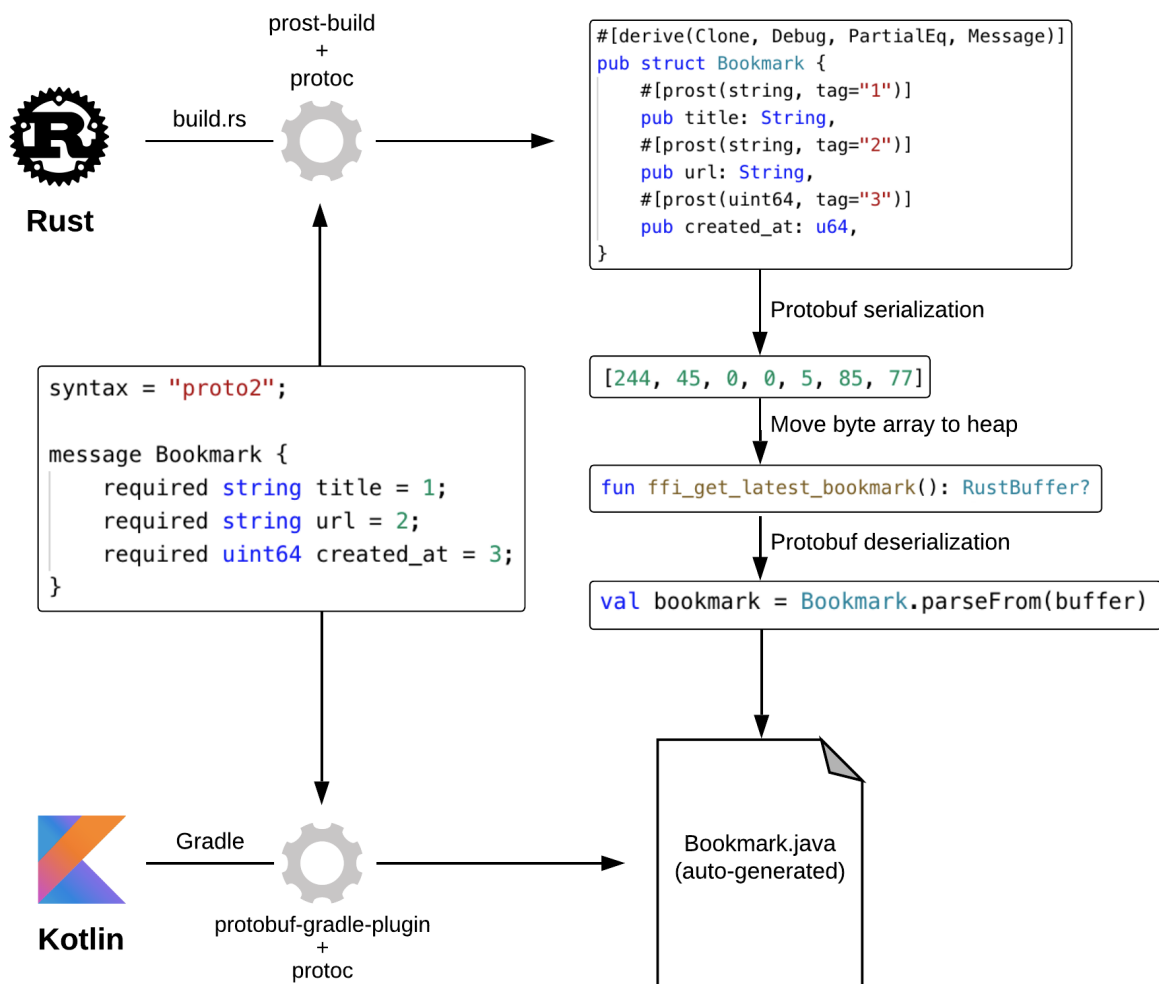 prost-build
+
protoc
build.rs
R
Rust
#[derive(Clone, Debug, PartialEq, Message)]
pub struct Bookmark {
    #[prost(string, tag="1")]
    pub title: String,
    #[prost(string, tag="2")]
    pub url: String,
    #[prost(uint64, tag="3")]
    pub created_at: u64,
}
Protobuf serialization
[244, 45, 0, 0, 5, 85, 77]
Move byte array to heap
fun ffi_get_latest_bookmark(): RustBuffer?
Protobuf deserialization
val bookmark = Bookmark.parseFrom(buffer)
syntax = "proto2";
message Bookmark {
    required string title = 1;
    required string url = 2;
    required uint64 created_at = 3;
}
Gradle
Kotlin
protobuf-gradle-plugin
+
protoc
Bookmark.java
(auto-generated)